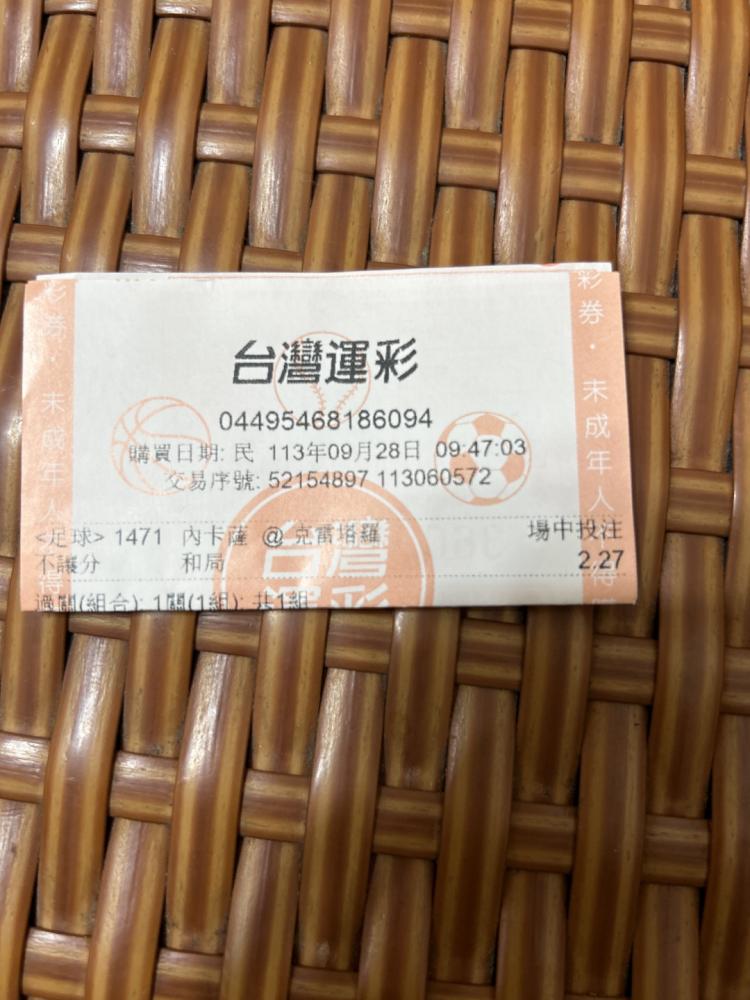 台灣運彩
04495468186094
購買日期: 民 113年09月28日 09:47:03
交易序號: 52154897 113060572
<足球> 1471 內卡薩 @ 克雷塔羅 場中投注
不讓分 和局 2.27
過關(組合): 1關(1組): 共1組
彩券・未成年人
彩券・未成年人
台灣